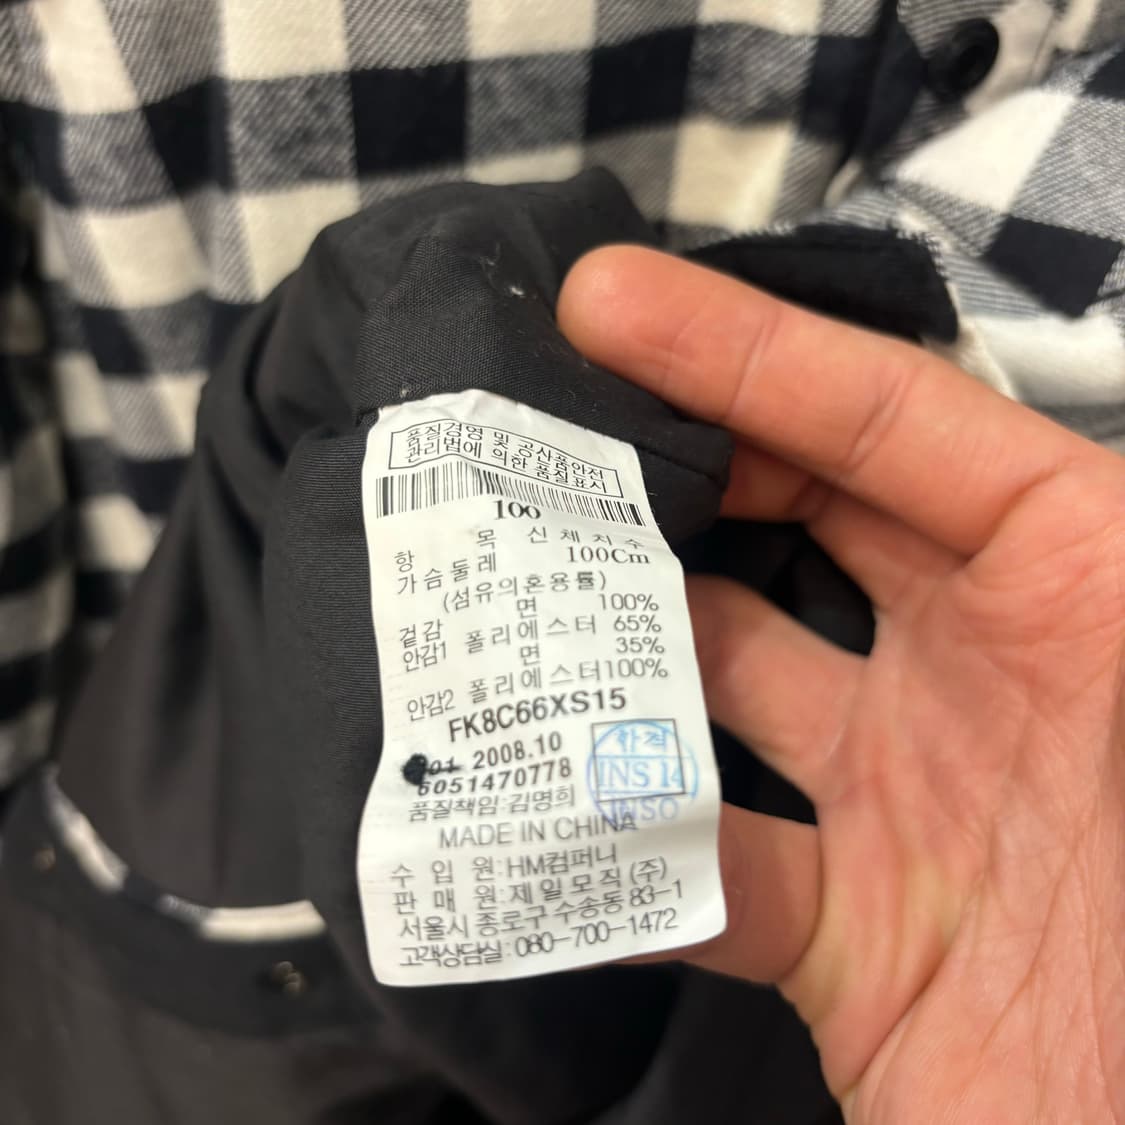 품질경영 및 공산품안전
관리법에 의한 품질표시
100
항 목 신체치수
가슴둘레 100Cm
(섬유의혼용률)
겉감 면 100%
안감1 폴리에스터 65%
면 35%
안감2 폴리에스터100%
FK8C66XS15
2008.10
6051470778
품질책임:김명희
합격
INS 14
INSO
MADE IN CHINA
수 입 원:HM컴퍼니
판 매 원:제일모직(주)
서울시 종로구 수송동 83-1
고객상담실:080-700-1472